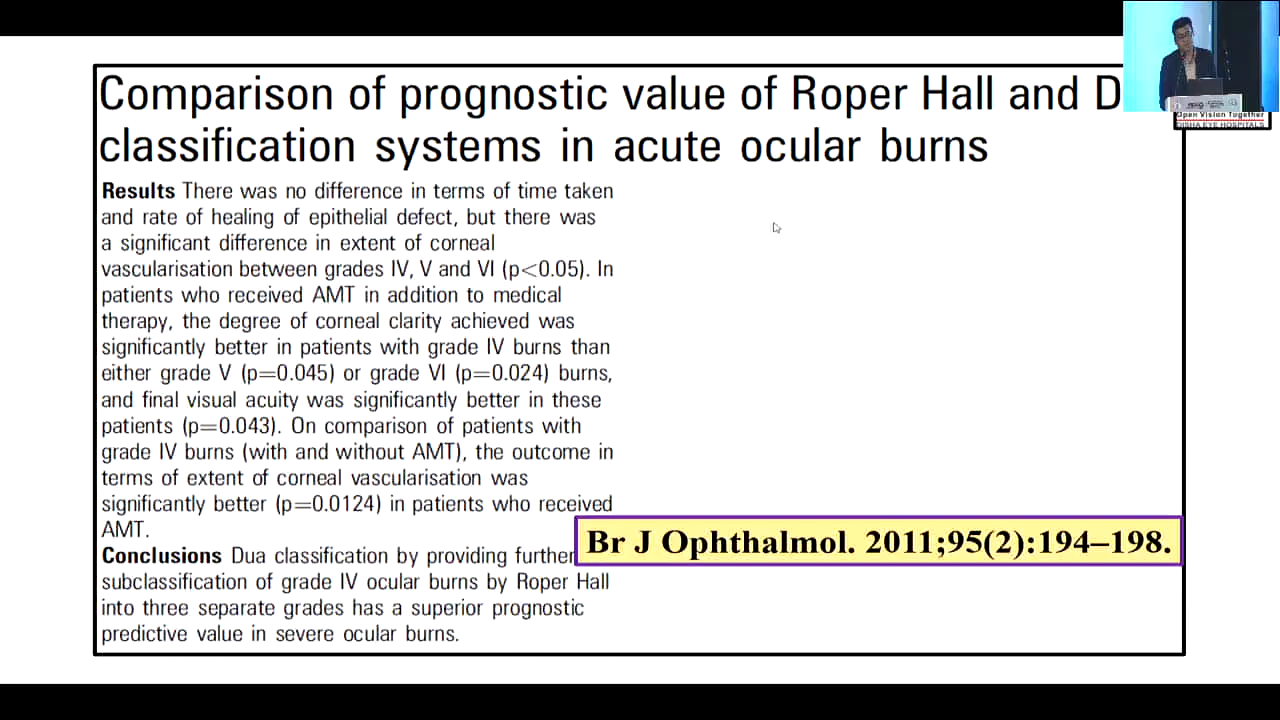 Comparison of prognostic value of Roper Hall and D
classification systems in acute ocular burns
Open Vision Together
DISHA EYE HOSPITALS
Results There was no difference in terms of time taken
and rate of healing of epithelial defect, but there was
a significant difference in extent of corneal
vascularisation between grades IV, V and VI (p<0.05). In
patients who received AMT in addition to medical
therapy, the degree of corneal clarity achieved was
significantly better in patients with grade IV burns than
either grade V (p=0.045) or grade VI (p=0.024) burns,
and final visual acuity was significantly better in these
patients (p=0.043). On comparison of patients with
grade IV burns (with and without AMT), the outcome in
terms of extent of corneal vascularisation was
significantly better (p=0.0124) in patients who received
AMT.
Br J Ophthalmol. 2011;95(2):194–198.
Conclusions Dua classification by providing further
subclassification of grade IV ocular burns by Roper Hall
into three separate grades has a superior prognostic
predictive value in severe ocular burns.